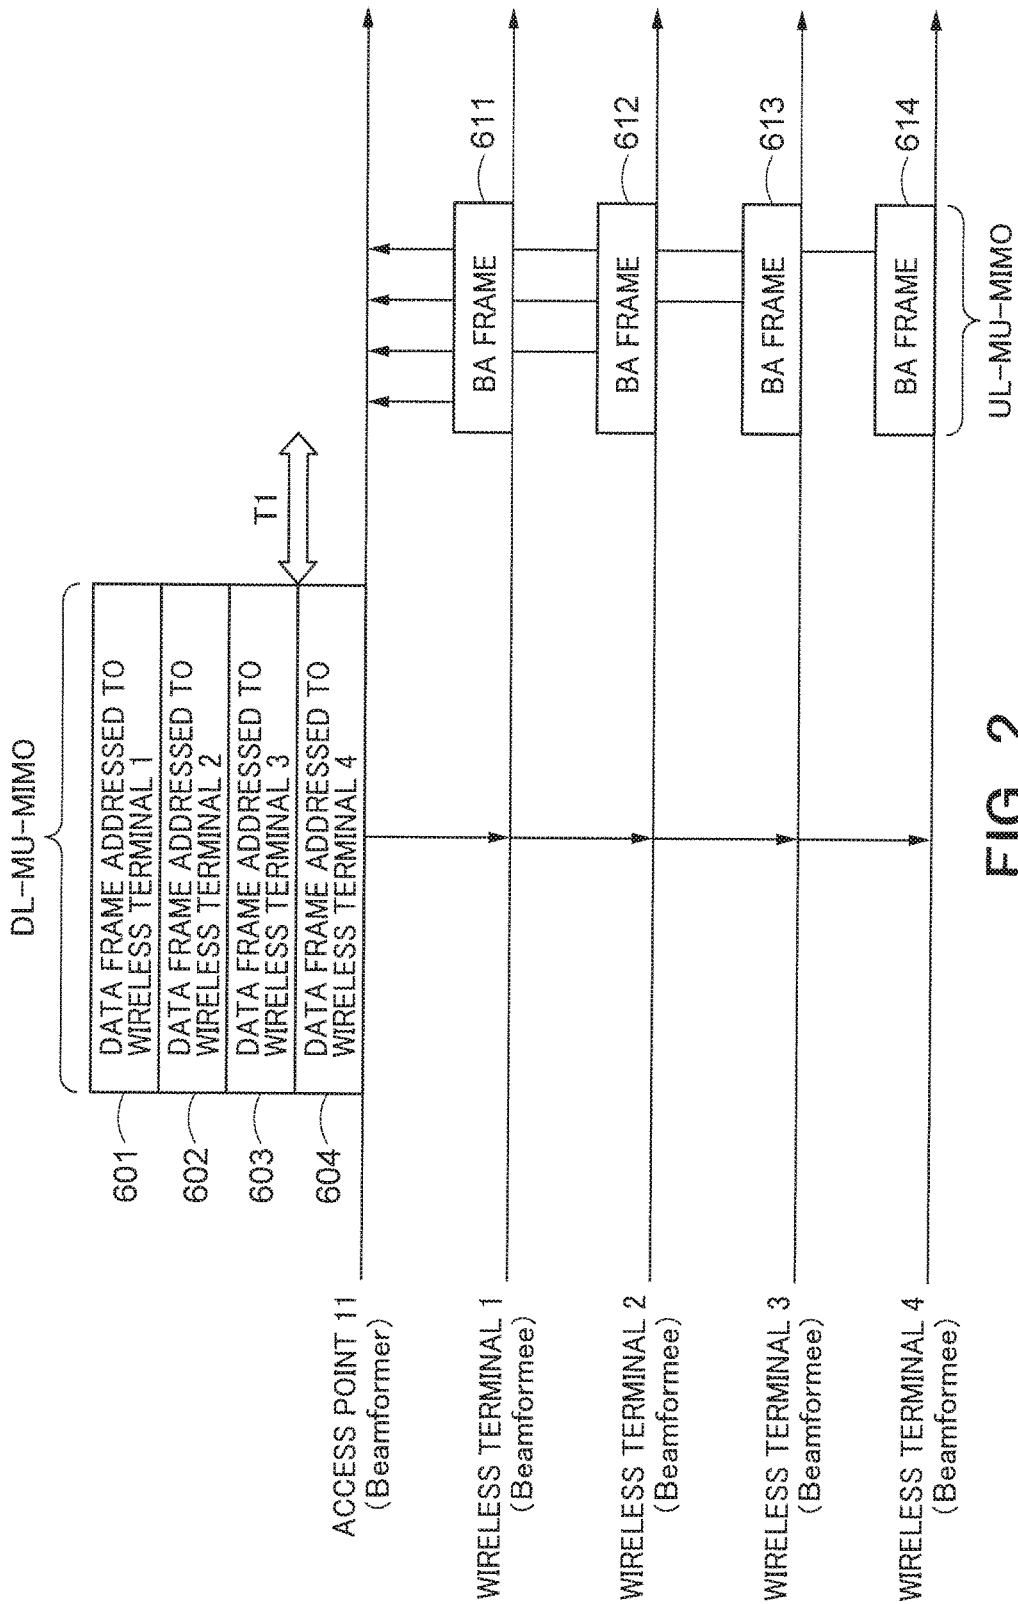 DL-MU-MIMO
601
DATA FRAME ADDRESSED TO
WIRELESS TERMINAL 1
602
DATA FRAME ADDRESSED TO
WIRELESS TERMINAL 2
603
DATA FRAME ADDRESSED TO
WIRELESS TERMINAL 3
604
DATA FRAME ADDRESSED TO
WIRELESS TERMINAL 4
T1
ACCESS POINT 11
(Beamformer)
WIRELESS TERMINAL 1
(Beamformee)
BA FRAME
611
WIRELESS TERMINAL 2
(Beamformee)
BA FRAME
612
WIRELESS TERMINAL 3
(Beamformee)
BA FRAME
613
WIRELESS TERMINAL 4
(Beamformee)
BA FRAME
614
UL-MU-MIMO
FIG. 2